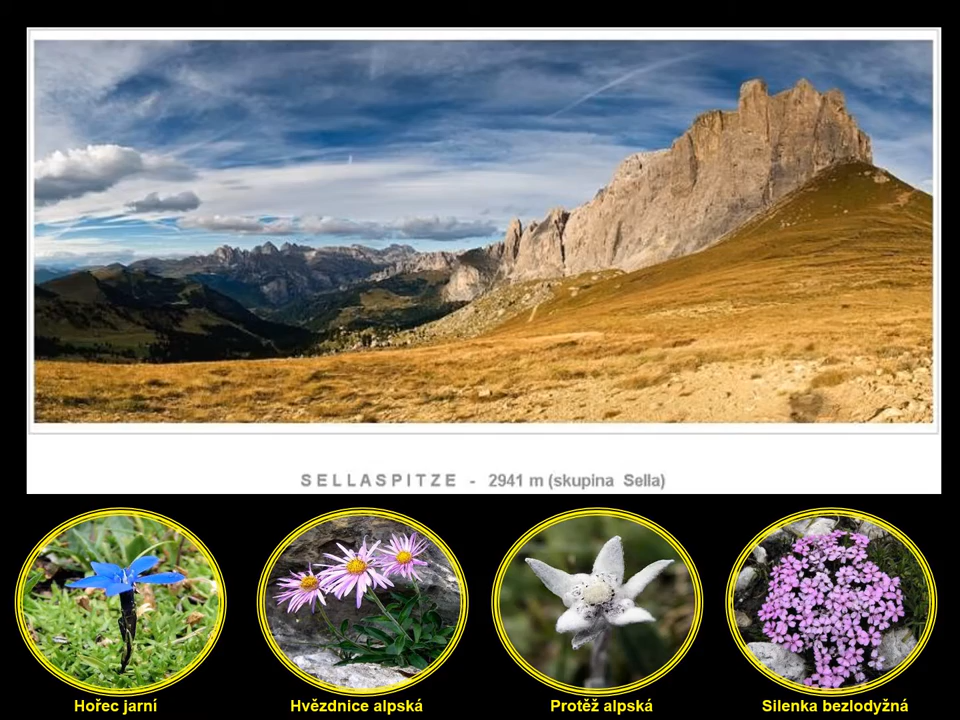 SELLASPITZE - 2941 m (skupina Sella)
Hořec jarní
Hvězdnice alpská
Protěž alpská
Silenka bezlodyžná